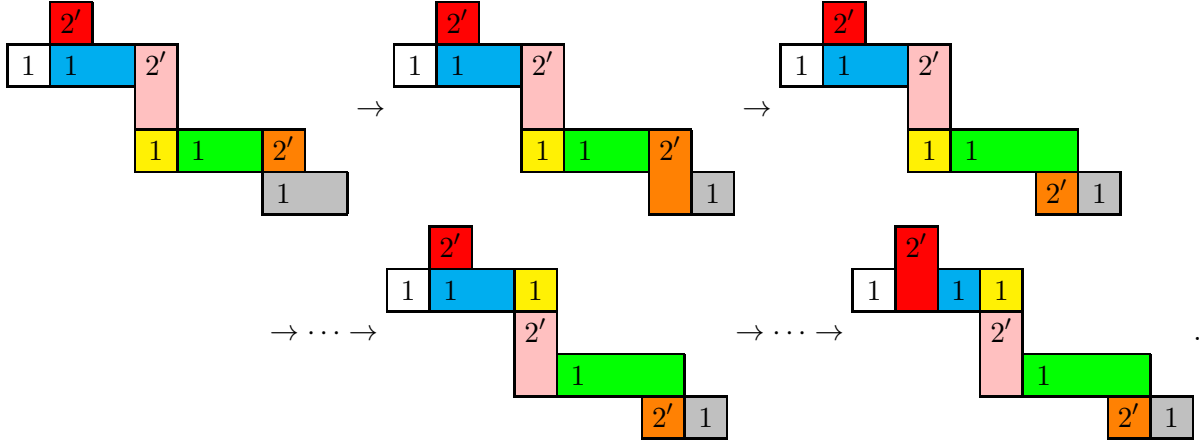 2′ 2′ 2′
1 1 2′ 1 1 2′ 1 1 2′
→ →
1 1 2′ 1 1 2′ 1 1
1 1 2′ 1
2′ 2′
1 1 1 1 1 1
→ ⋯ → 2′ → ⋯ → 2′ .
1 1
2′ 1 2′ 1